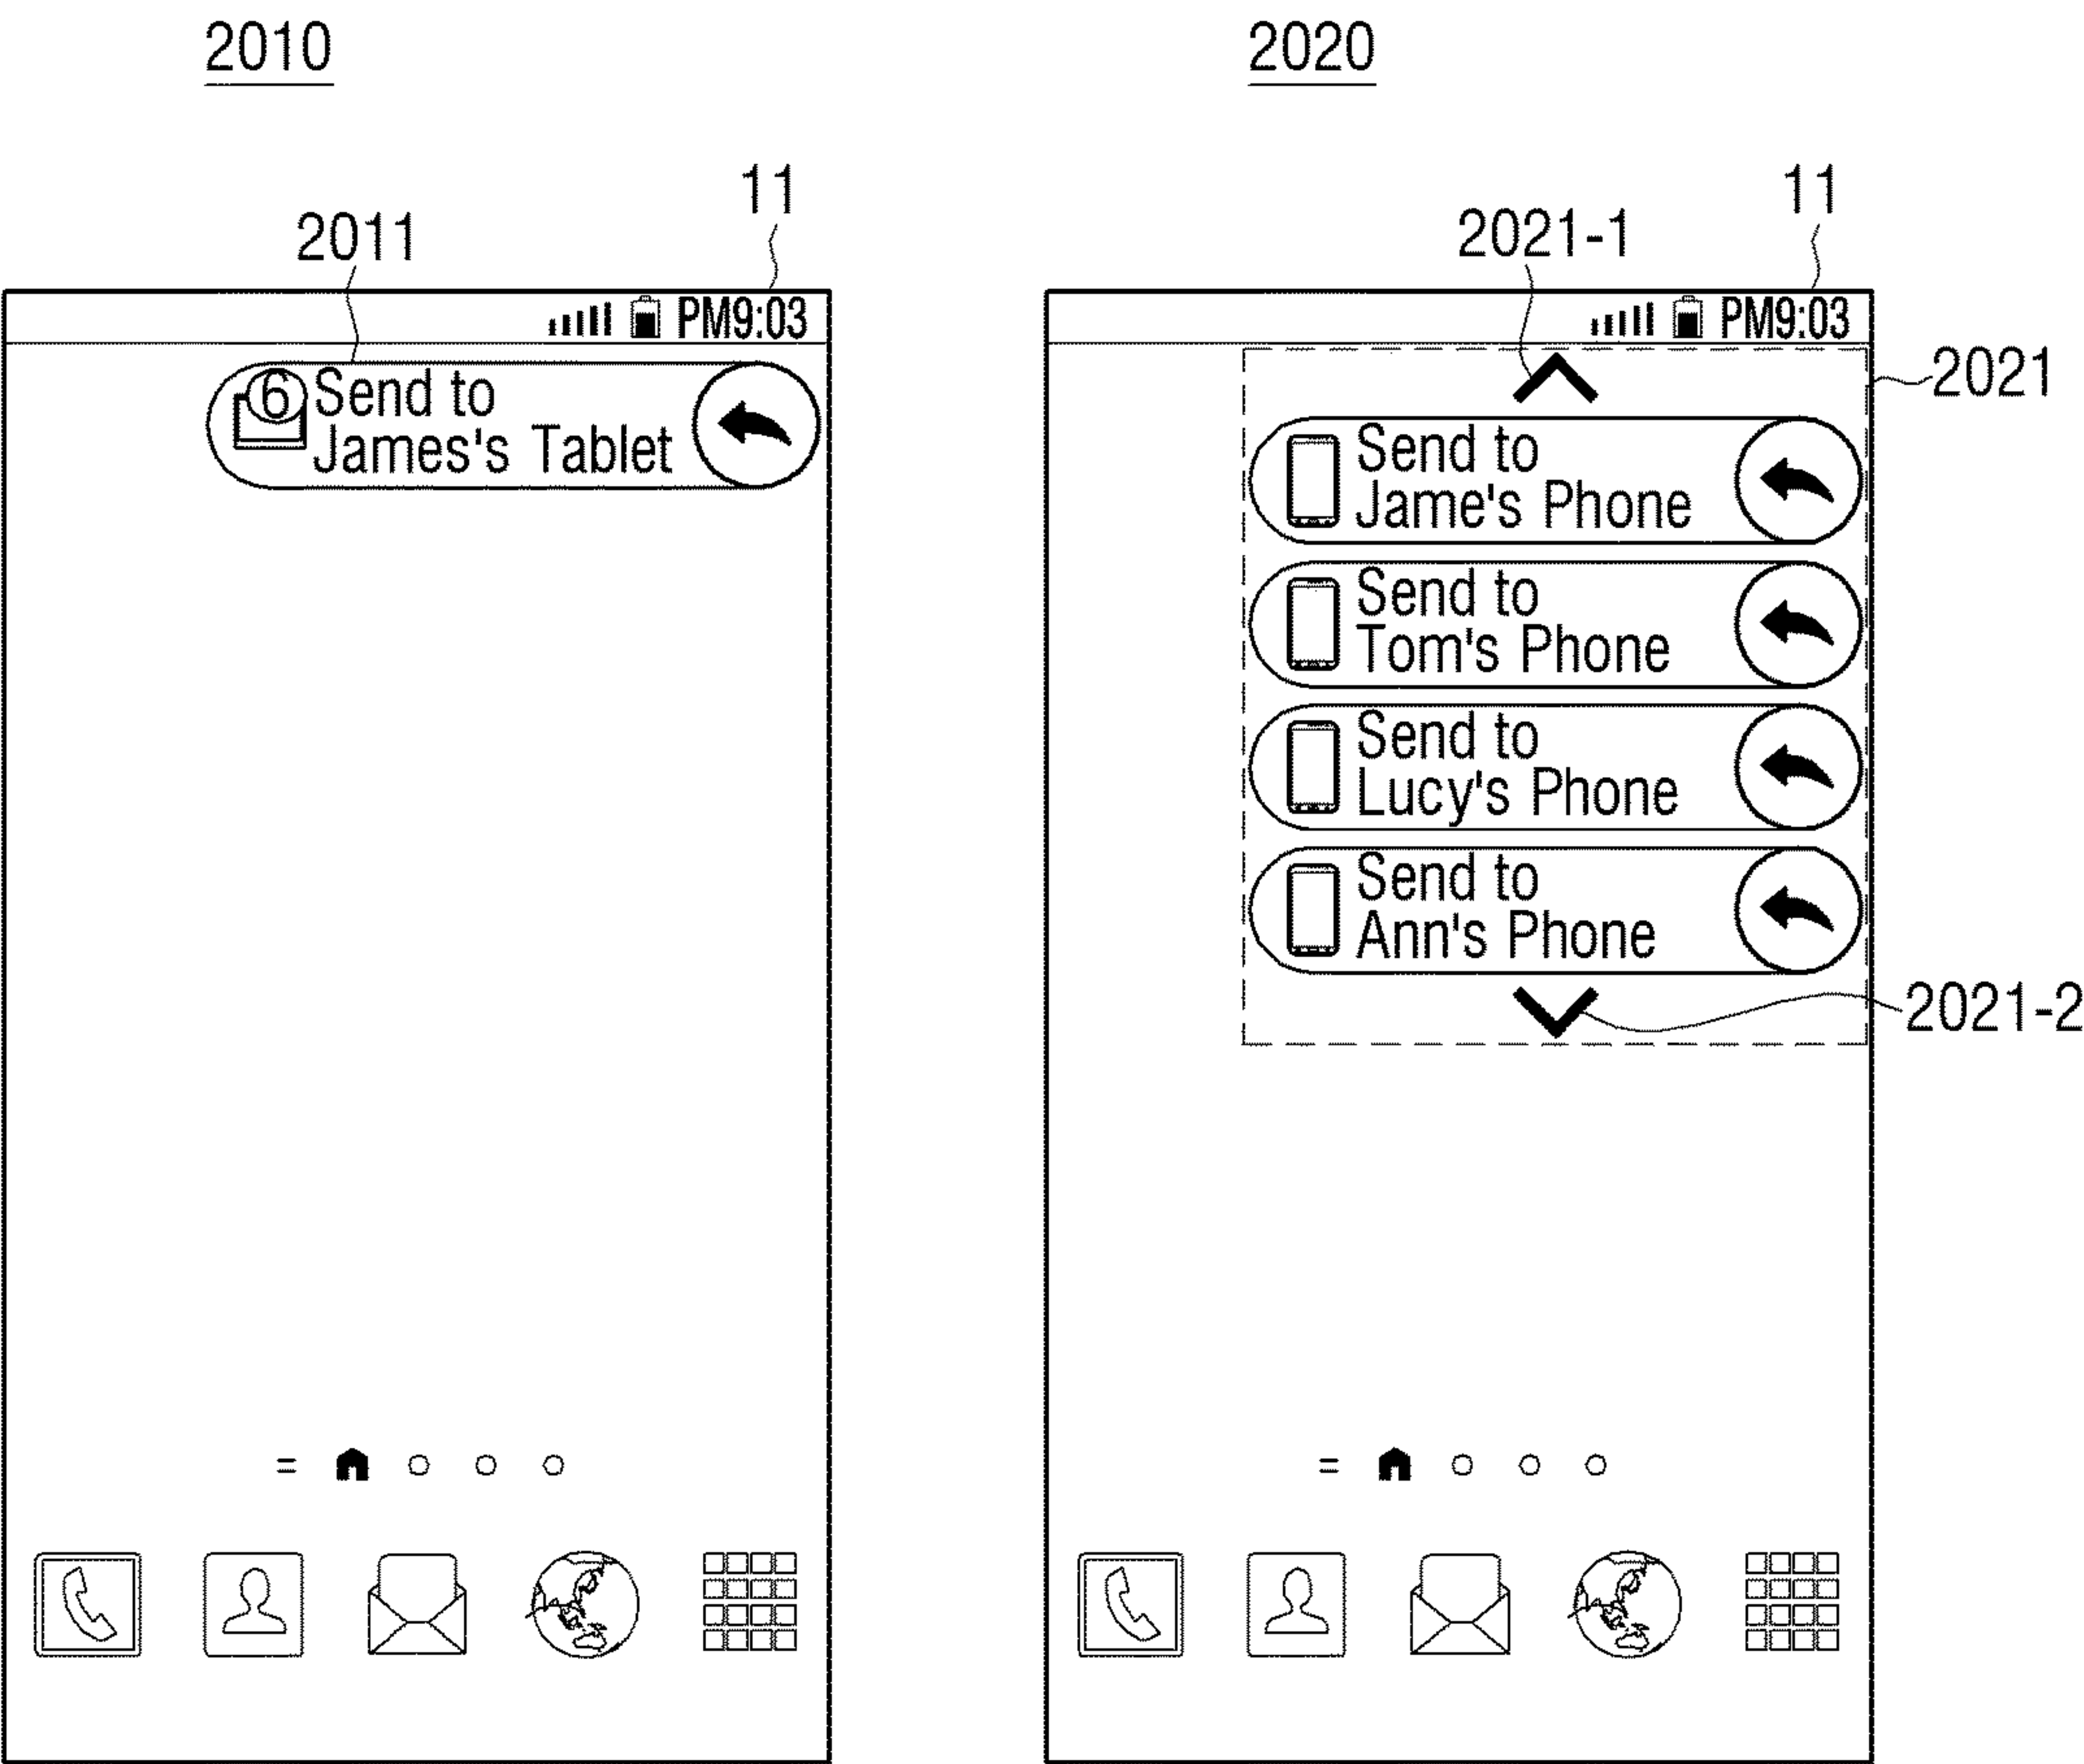 2010
11
2011
PM9:03
6
Send to
James's Tablet
2020
11
2021-1
PM9:03
2021
Send to
Jame's Phone
Send to
Tom's Phone
Send to
Lucy's Phone
Send to
Ann's Phone
2021-2